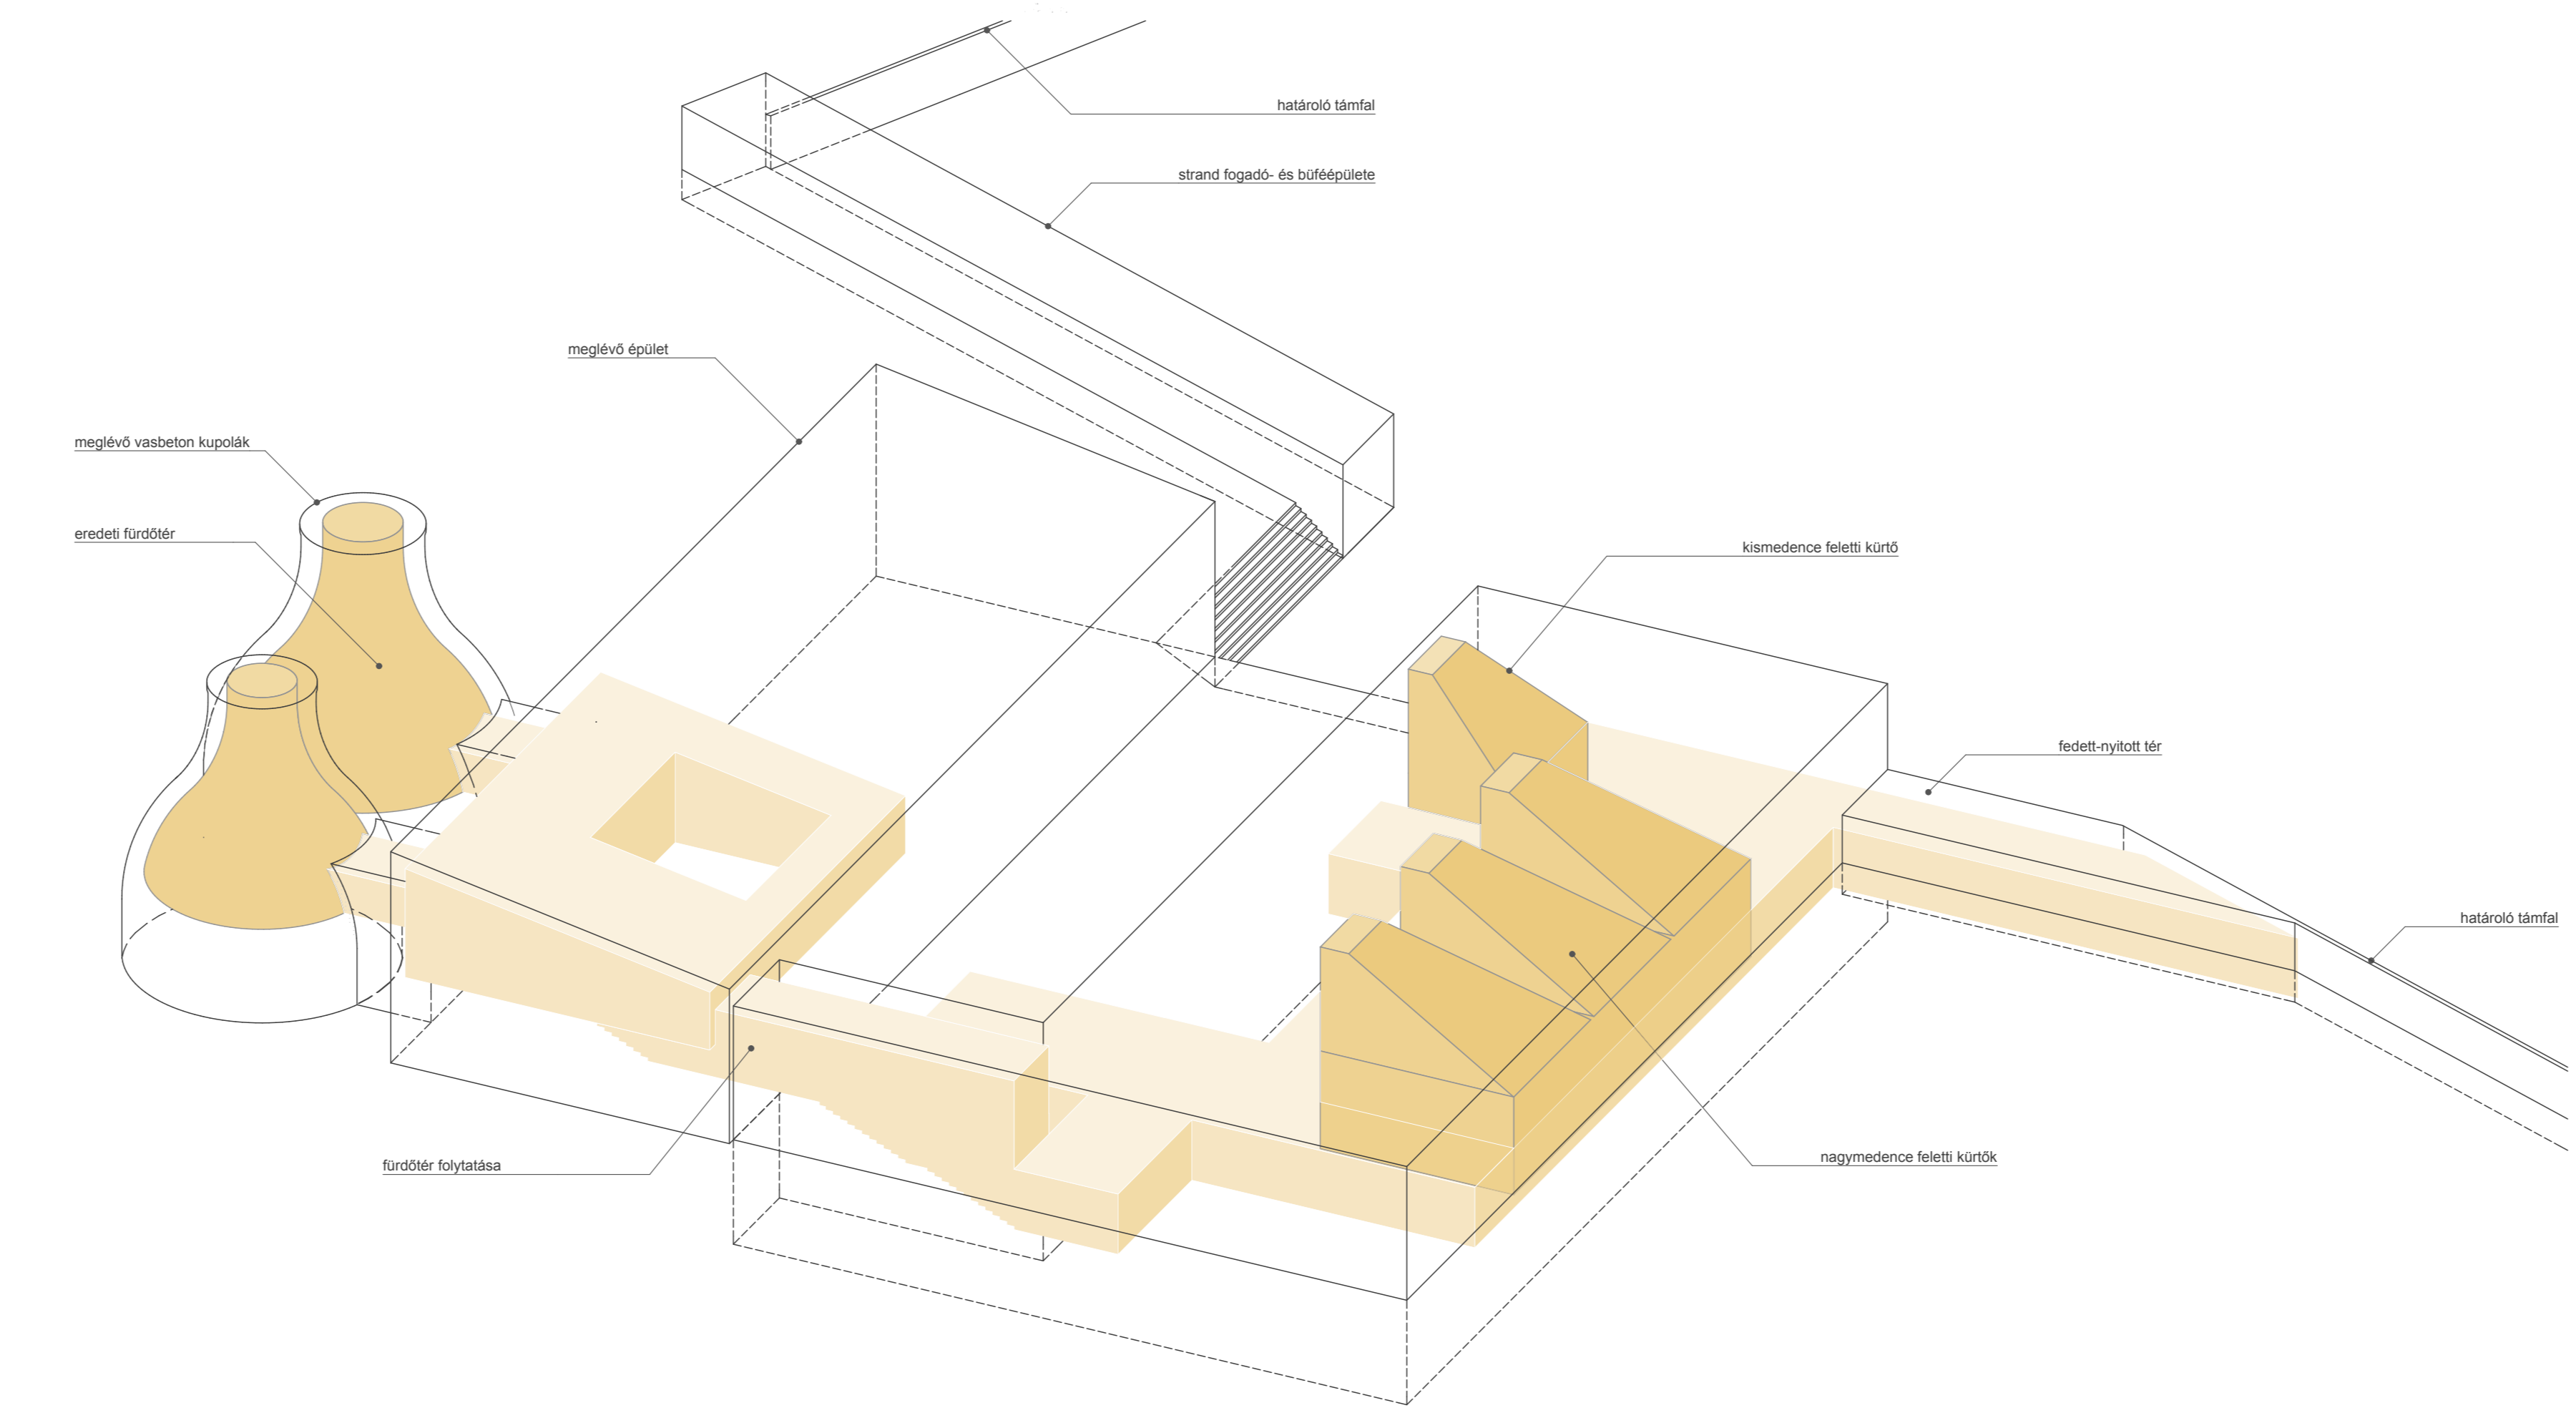 határoló támfal
strand fogadó- és büféépülete
meglévő épület
meglévő vasbeton kupolák
eredeti fürdőtér
kismedence feletti kürtő
fedett-nyitott tér
határoló támfal
fürdőtér folytatása
nagymedence feletti kürtők